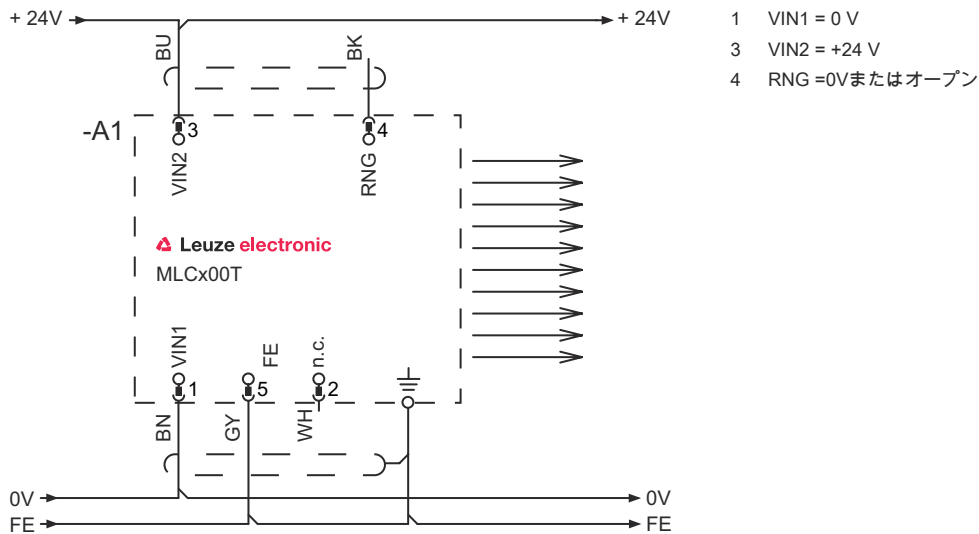 + 24V
+ 24V
1 VIN1 = 0 V
3 VIN2 = +24 V
4 RNG =0Vまたはオープン
BU
BK
-A1
3
4
VIN2
RNG
Leuze electronic
MLCx00T
VIN1
FE
n.c.
1
5
2
BN
GY
WH
0V
0V
FE
FE